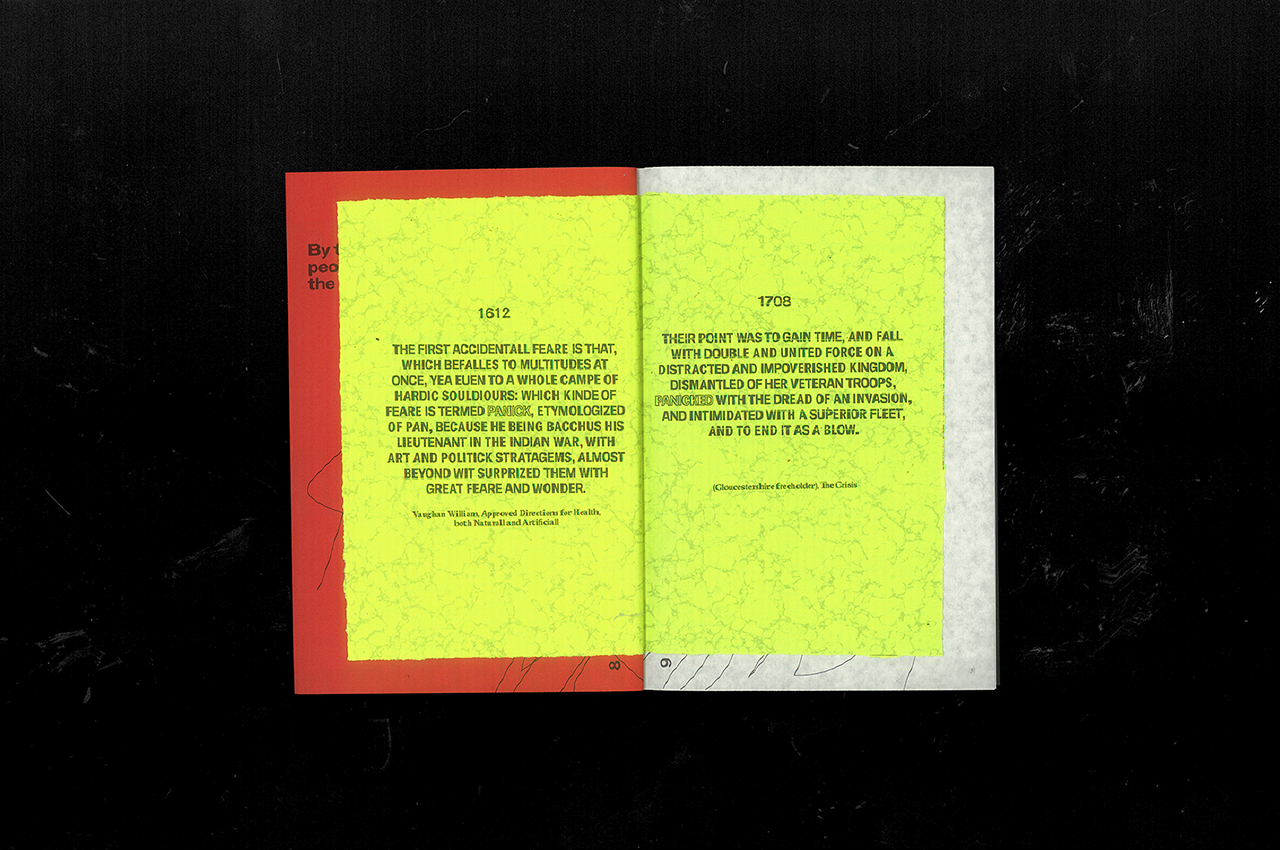 By t
peo
the
1612
THE FIRST ACCIDENTALL FEARE IS THAT,
WHICH BEFALLES TO MULTITUDES AT
ONCE, YEA EUEN TO A WHOLE CAMPE OF
HARDIC SOULDIOURS: WHICH KINDE OF
FEARE IS TERMED PANICK, ETYMOLOGIZED
OF PAN, BECAUSE HE BEING BACCHUS HIS
LIEUTENANT IN THE INDIAN WAR, WITH
ART AND POLITICK STRATAGEMS, ALMOST
BEYOND WIT SURPRIZED THEM WITH
GREAT FEARE AND WONDER.
Vaughan William, Approved Directions for Health,
both Naturall and Artificiall
8
1708
THEIR POINT WAS TO GAIN TIME, AND FALL
WITH DOUBLE AND UNITED FORCE ON A
DISTRACTED AND IMPOVERISHED KINGDOM,
DISMANTLED OF HER VETERAN TROOPS,
PANICKED WITH THE DREAD OF AN INVASION,
AND INTIMIDATED WITH A SUPERIOR FLEET,
AND TO END IT AS A BLOW.
(Gloucestershire freeholder), The Crisis
9